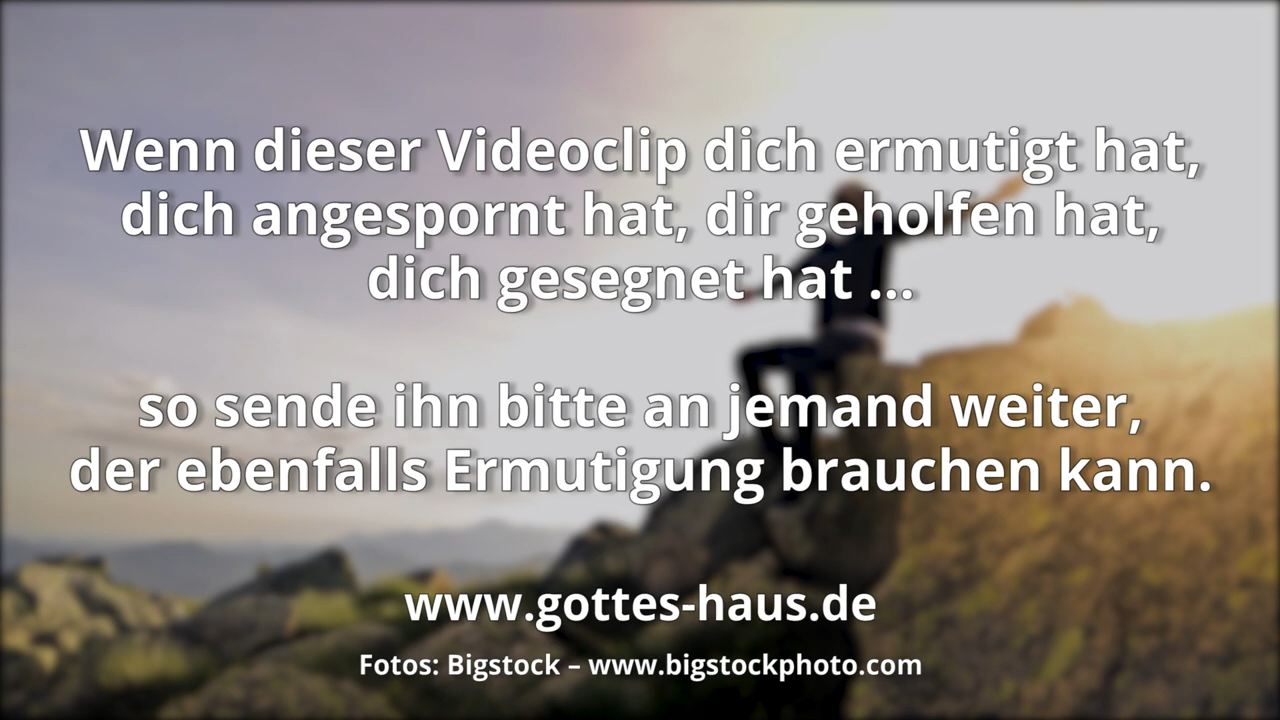 Wenn dieser Videoclip dich ermutigt hat,
dich angespornt hat, dir geholfen hat,
dich gesegnet hat ...
so sende ihn bitte an jemand weiter,
der ebenfalls Ermutigung brauchen kann.
www.gottes-haus.de
Fotos: Bigstock – www.bigstockphoto.com